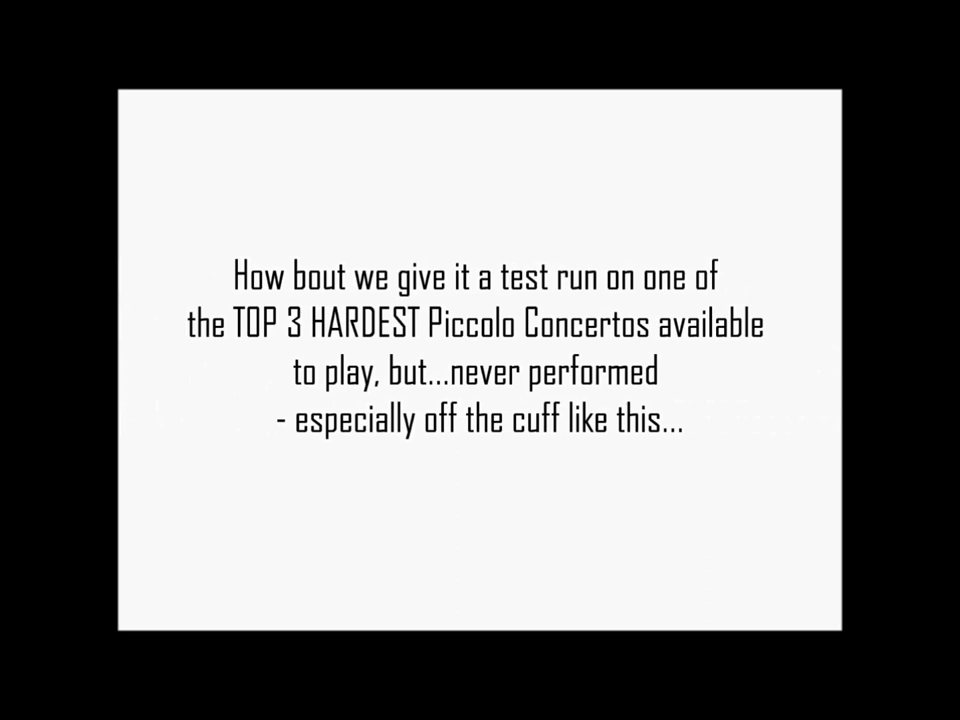 How bout we give it a test run on one of
the TOP 3 HARDEST Piccolo Concertos available
to play, but...never performed
- especially off the cuff like this...